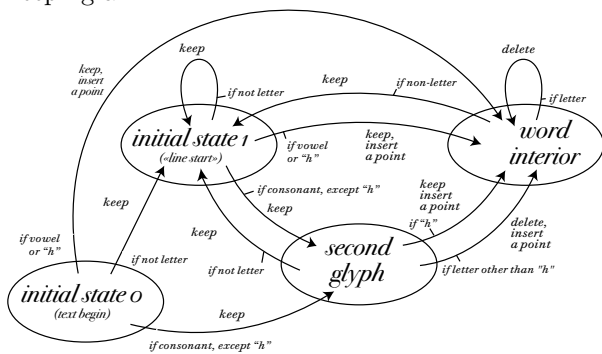 keep
delete
keep,
insert
a point
if not letter
keep
if non-letter
if letter
initial state 1
(«line start»)
if vowel
or “h”
keep,
insert
a point
word
interior
if consonant, except “h”
keep
keep
insert
a point
keep
keep
if “h”
delete,
insert
a point
if vowel
or “h”
if not letter
if not letter
second
glyph
if letter other than "h"
initial state 0
(text begin)
keep
if consonant, except “h”